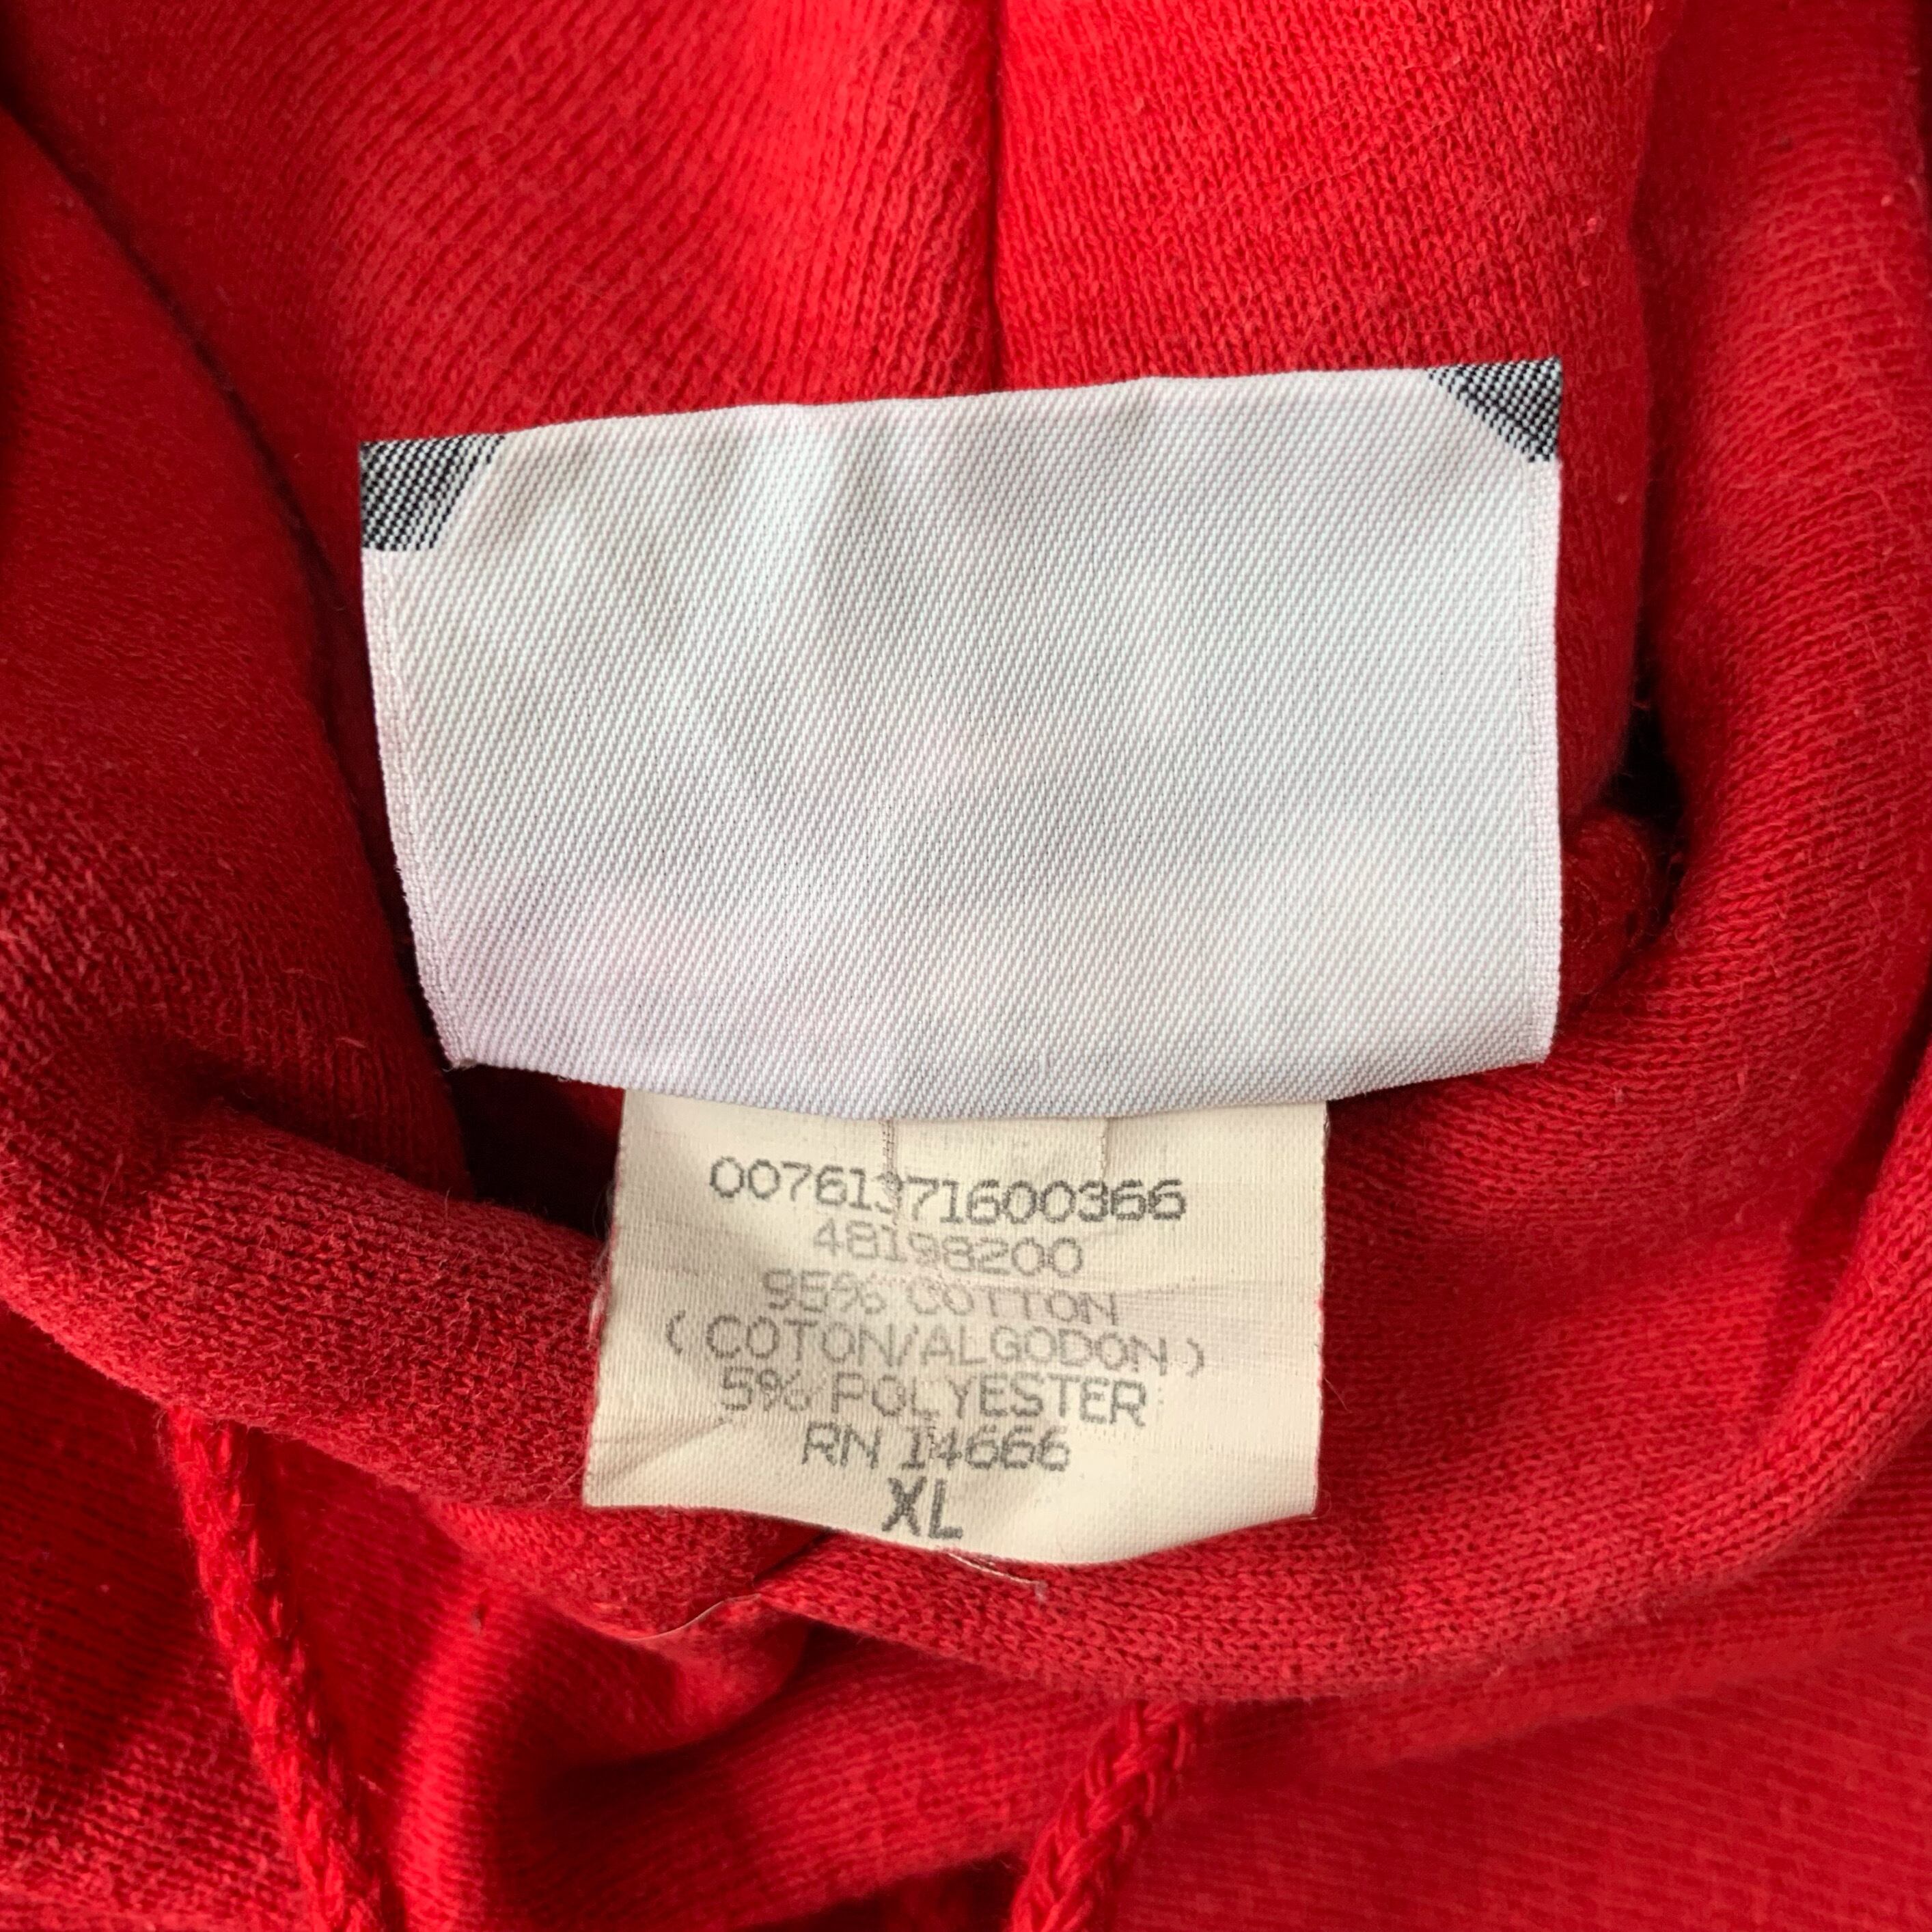 00761371600366
48198200
95% COTTON
(COTON/ALGODON)
5% POLYESTER
RN 14666
XL